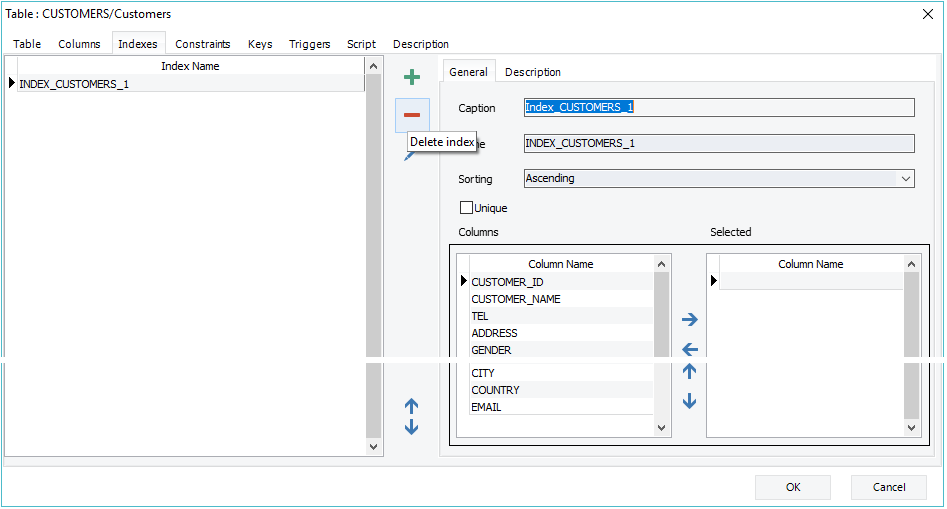 Table : CUSTOMERS/Customers
Table Columns Indexes Constraints Keys Triggers Script Description
Index Name
INDEX_CUSTOMERS_1
Delete index
General Description
Caption Index_CUSTOMERS_1
INDEX_CUSTOMERS_1
Sorting Ascending
Unique
Columns Selected
Column Name Column Name
CUSTOMER_ID
CUSTOMER_NAME
TEL
ADDRESS
GENDER
CITY
COUNTRY
EMAIL
OK Cancel